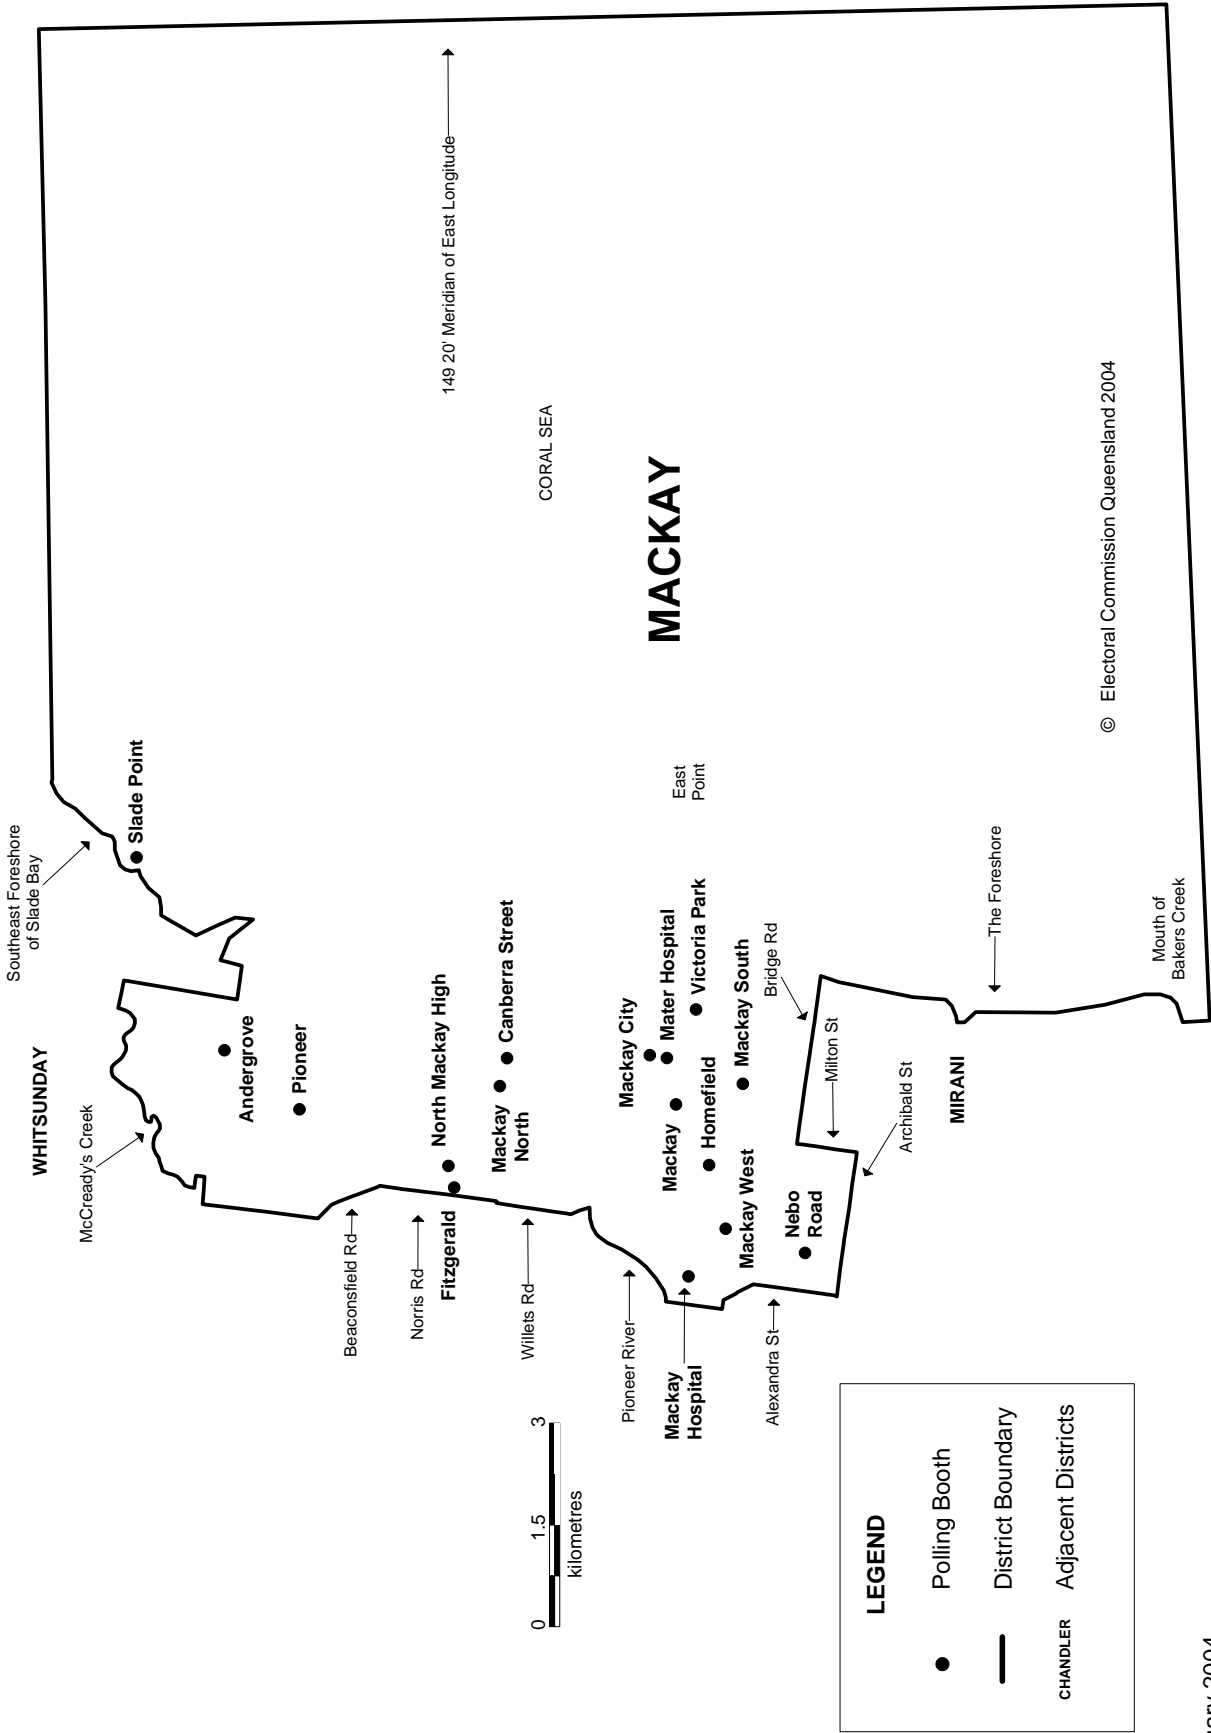 Southeast Foreshore
of Slade Bay
WHITSUNDAY
McCready's Creek
Slade Point
Andergrove
Pioneer
149 20' Meridian of East Longitude
Beaconsfield Rd
Norris Rd
North Mackay High
Fitzgerald
Willets Rd
Mackay
North
Canberra Street
CORAL SEA
MACKAY
Pioneer River
Mackay City
Mater Hospital
Mackay
Victoria Park
East
Point
Homefield
Mackay
Hospital
Mackay South
Mackay West
Alexandra St
Bridge Rd
Nebo
Road
Milton St
Archibald St
MIRANI
The Foreshore
Mouth of
Bakers Creek
© Electoral Commission Queensland 2004
0 1.5 3
kilometres
LEGEND
Polling Booth
District Boundary
CHANDLER Adjacent Districts
2004